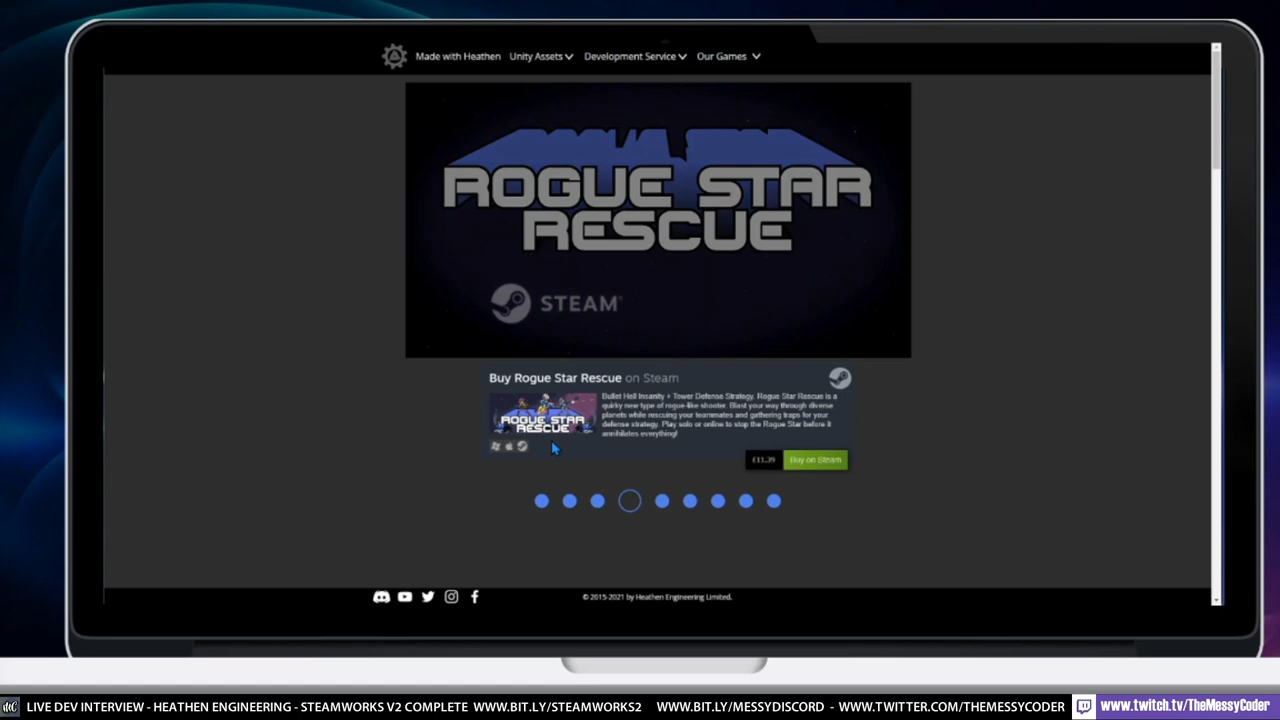 Made with Heathen Unity Assets Development Service Our Games
ROGUE STAR
RESCUE
STEAM®
Buy Rogue Star Rescue on Steam
ROGUE STAR
RESCUE
Bullet Hell Insanity + Tower Defense Strategy. Rogue Star Rescue is a
quirky new type of rogue-like shooter. Blast your way through diverse
planets while rescuing your teammates and gathering traps for your
defense strategy. Play solo or online to stop the Rogue Star before it
annihilates everything!
£11.39 Buy on Steam
© 2015-2021 by Heathen Engineering Limited.
LIVE DEV INTERVIEW - HEATHEN ENGINEERING - STEAMWORKS V2 COMPLETE WWW.BIT.LY/STEAMWORKS2 WWW.BIT.LY/MESSYDISCORD - WWW.TWITTER.COM/THEMESSYCODER www.twitch.tv/TheMessyCoder